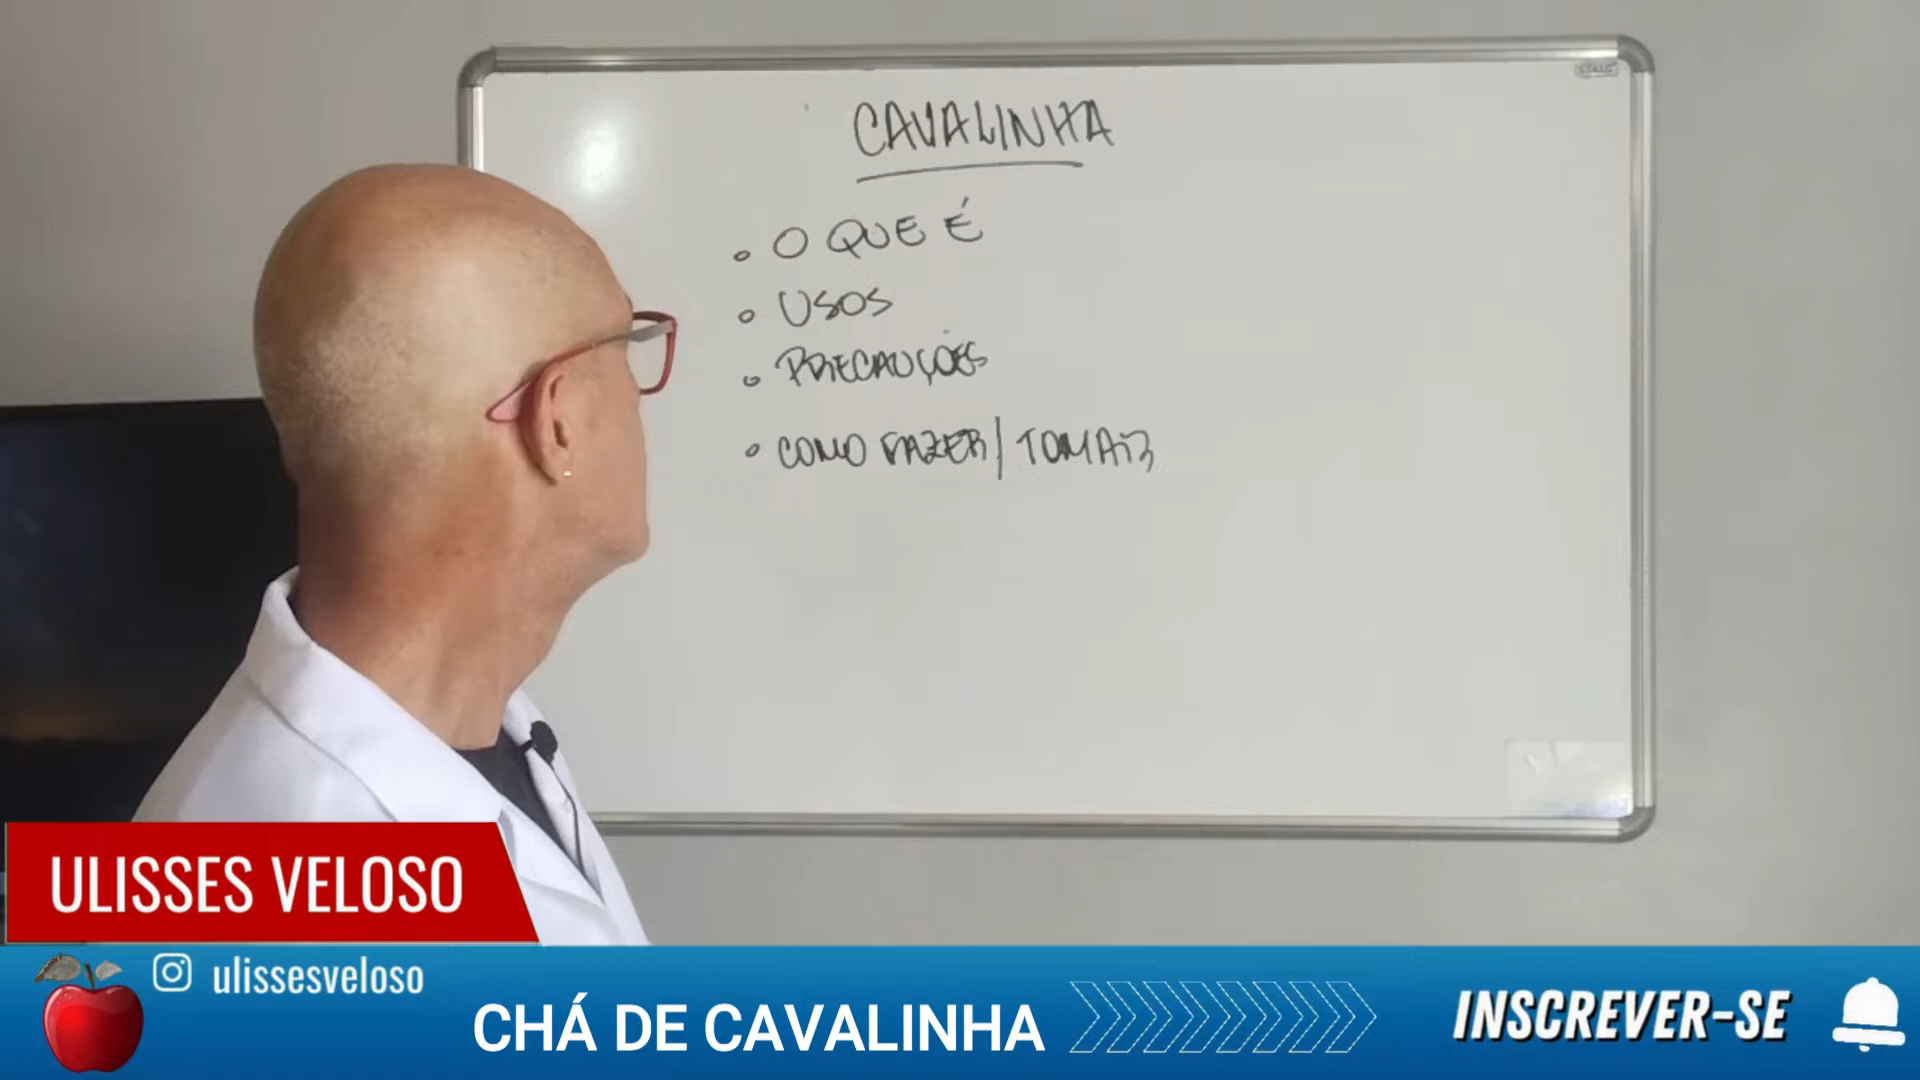 CAVALINHA
• O QUE É
• USOS
• PRECAUÇÕES
• COMO FAZER/TOMAR
ULISSES VELOSO
ulissesveloso
CHÁ DE CAVALINHA
INSCREVER-SE